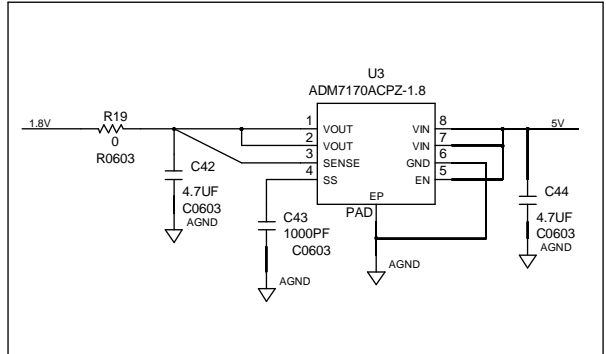 U3
ADM7170ACPZ-1.8
1.8V
R19
0
R0603
1
VOUT
2
VOUT
3
SENSE
4
SS
8
VIN
7
VIN
6
GND
5
EN
EP
PAD
5V
C42
4.7UF
C0603
AGND
C43
1000PF
C0603
AGND
AGND
C44
4.7UF
C0603
AGND